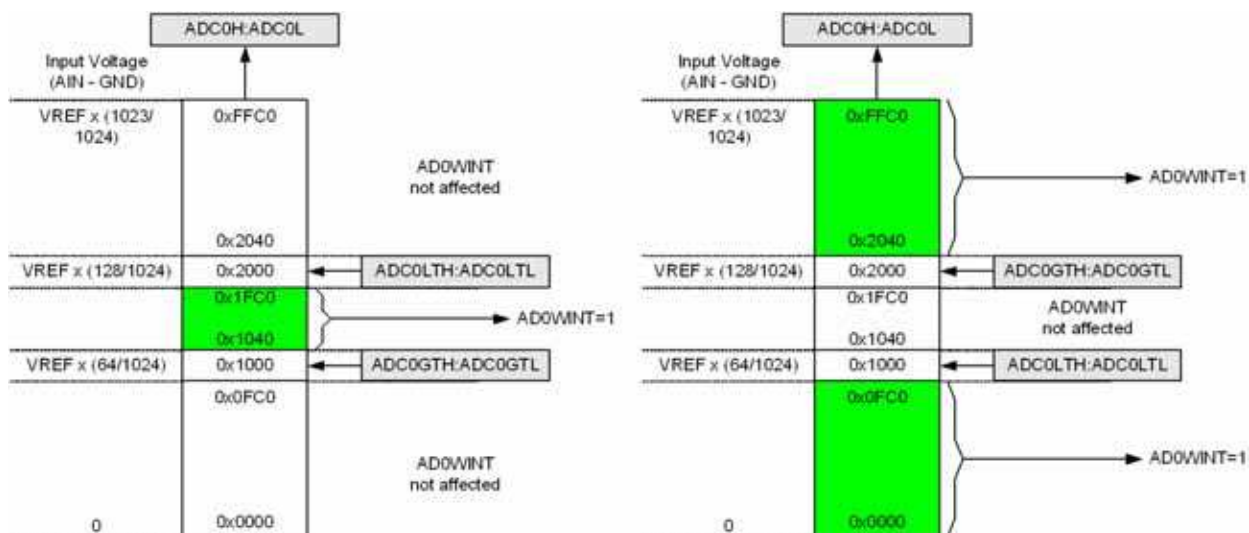 ADC0H:ADC0L
Input Voltage
(AIN - GND)
VREF x (1023/
1024)
0xFFC0
AD0WINT
not affected
0x2040
VREF x (128/1024)
0x2000
ADC0LTH:ADC0LTL
0x1FC0
AD0WINT=1
0x1040
VREF x (64/1024)
0x1000
ADC0GTH:ADC0GTL
0x0FC0
AD0WINT
not affected
0
0x0000
ADC0H:ADC0L
Input Voltage
(AIN - GND)
VREF x (1023/
1024)
0xFFC0
AD0WINT=1
0x2040
VREF x (128/1024)
0x2000
ADC0GTH:ADC0GTL
0x1FC0
AD0WINT
not affected
0x1040
VREF x (64/1024)
0x1000
ADC0LTH:ADC0LTL
0x0FC0
AD0WINT=1
0
0x0000